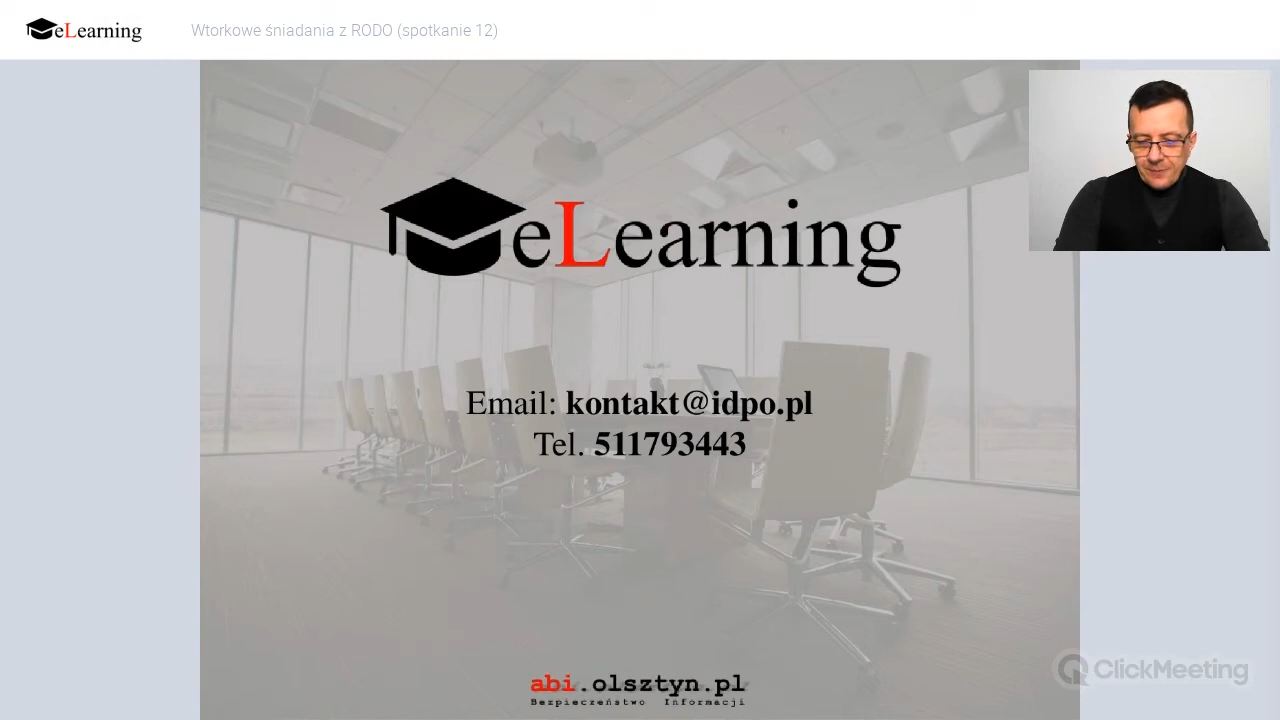 eLearning
Wtorkowe śniadania z RODO (spotkanie 12)
eLearning
Email: kontakt@idpo.pl
Tel. 511793443
abi.olsztyn.pl
Bezpieczeństwo Informacji
ClickMeeting